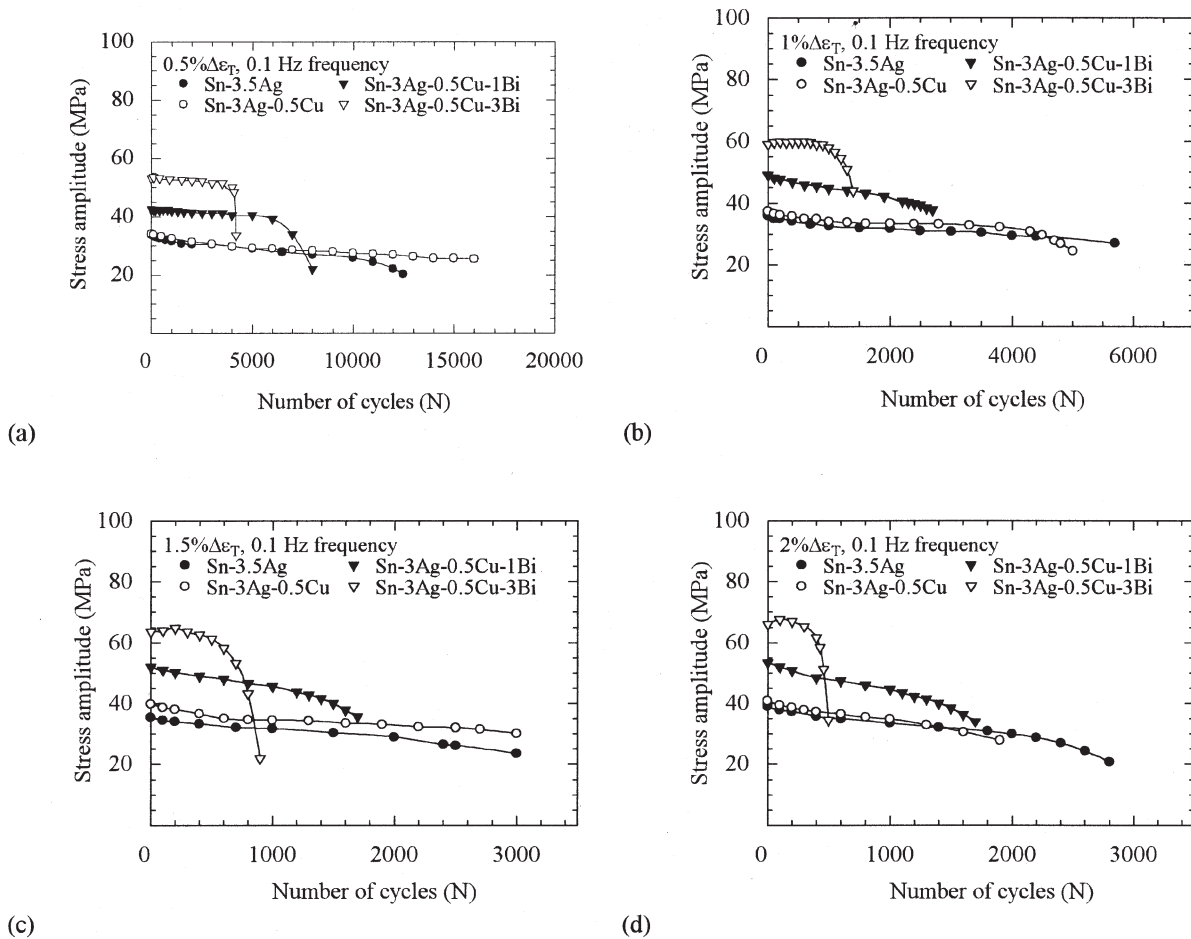 100
80
60
40
20
Stress amplitude (MPa)
0.5%Δε_T, 0.1 Hz frequency
Sn-3.5Ag Sn-3Ag-0.5Cu-1Bi
Sn-3Ag-0.5Cu Sn-3Ag-0.5Cu-3Bi
0 5000 10000 15000 20000
Number of cycles (N)
(a)
100
80
60
40
20
Stress amplitude (MPa)
1%Δε_T, 0.1 Hz frequency
Sn-3.5Ag Sn-3Ag-0.5Cu-1Bi
Sn-3Ag-0.5Cu Sn-3Ag-0.5Cu-3Bi
0 2000 4000 6000
Number of cycles (N)
(b)
100
80
60
40
20
Stress amplitude (MPa)
1.5%Δε_T, 0.1 Hz frequency
Sn-3.5Ag Sn-3Ag-0.5Cu-1Bi
Sn-3Ag-0.5Cu Sn-3Ag-0.5Cu-3Bi
0 1000 2000 3000
Number of cycles (N)
(c)
100
80
60
40
20
Stress amplitude (MPa)
2%Δε_T, 0.1 Hz frequency
Sn-3.5Ag Sn-3Ag-0.5Cu-1Bi
Sn-3Ag-0.5Cu Sn-3Ag-0.5Cu-3Bi
0 1000 2000 3000
Number of cycles (N)
(d)